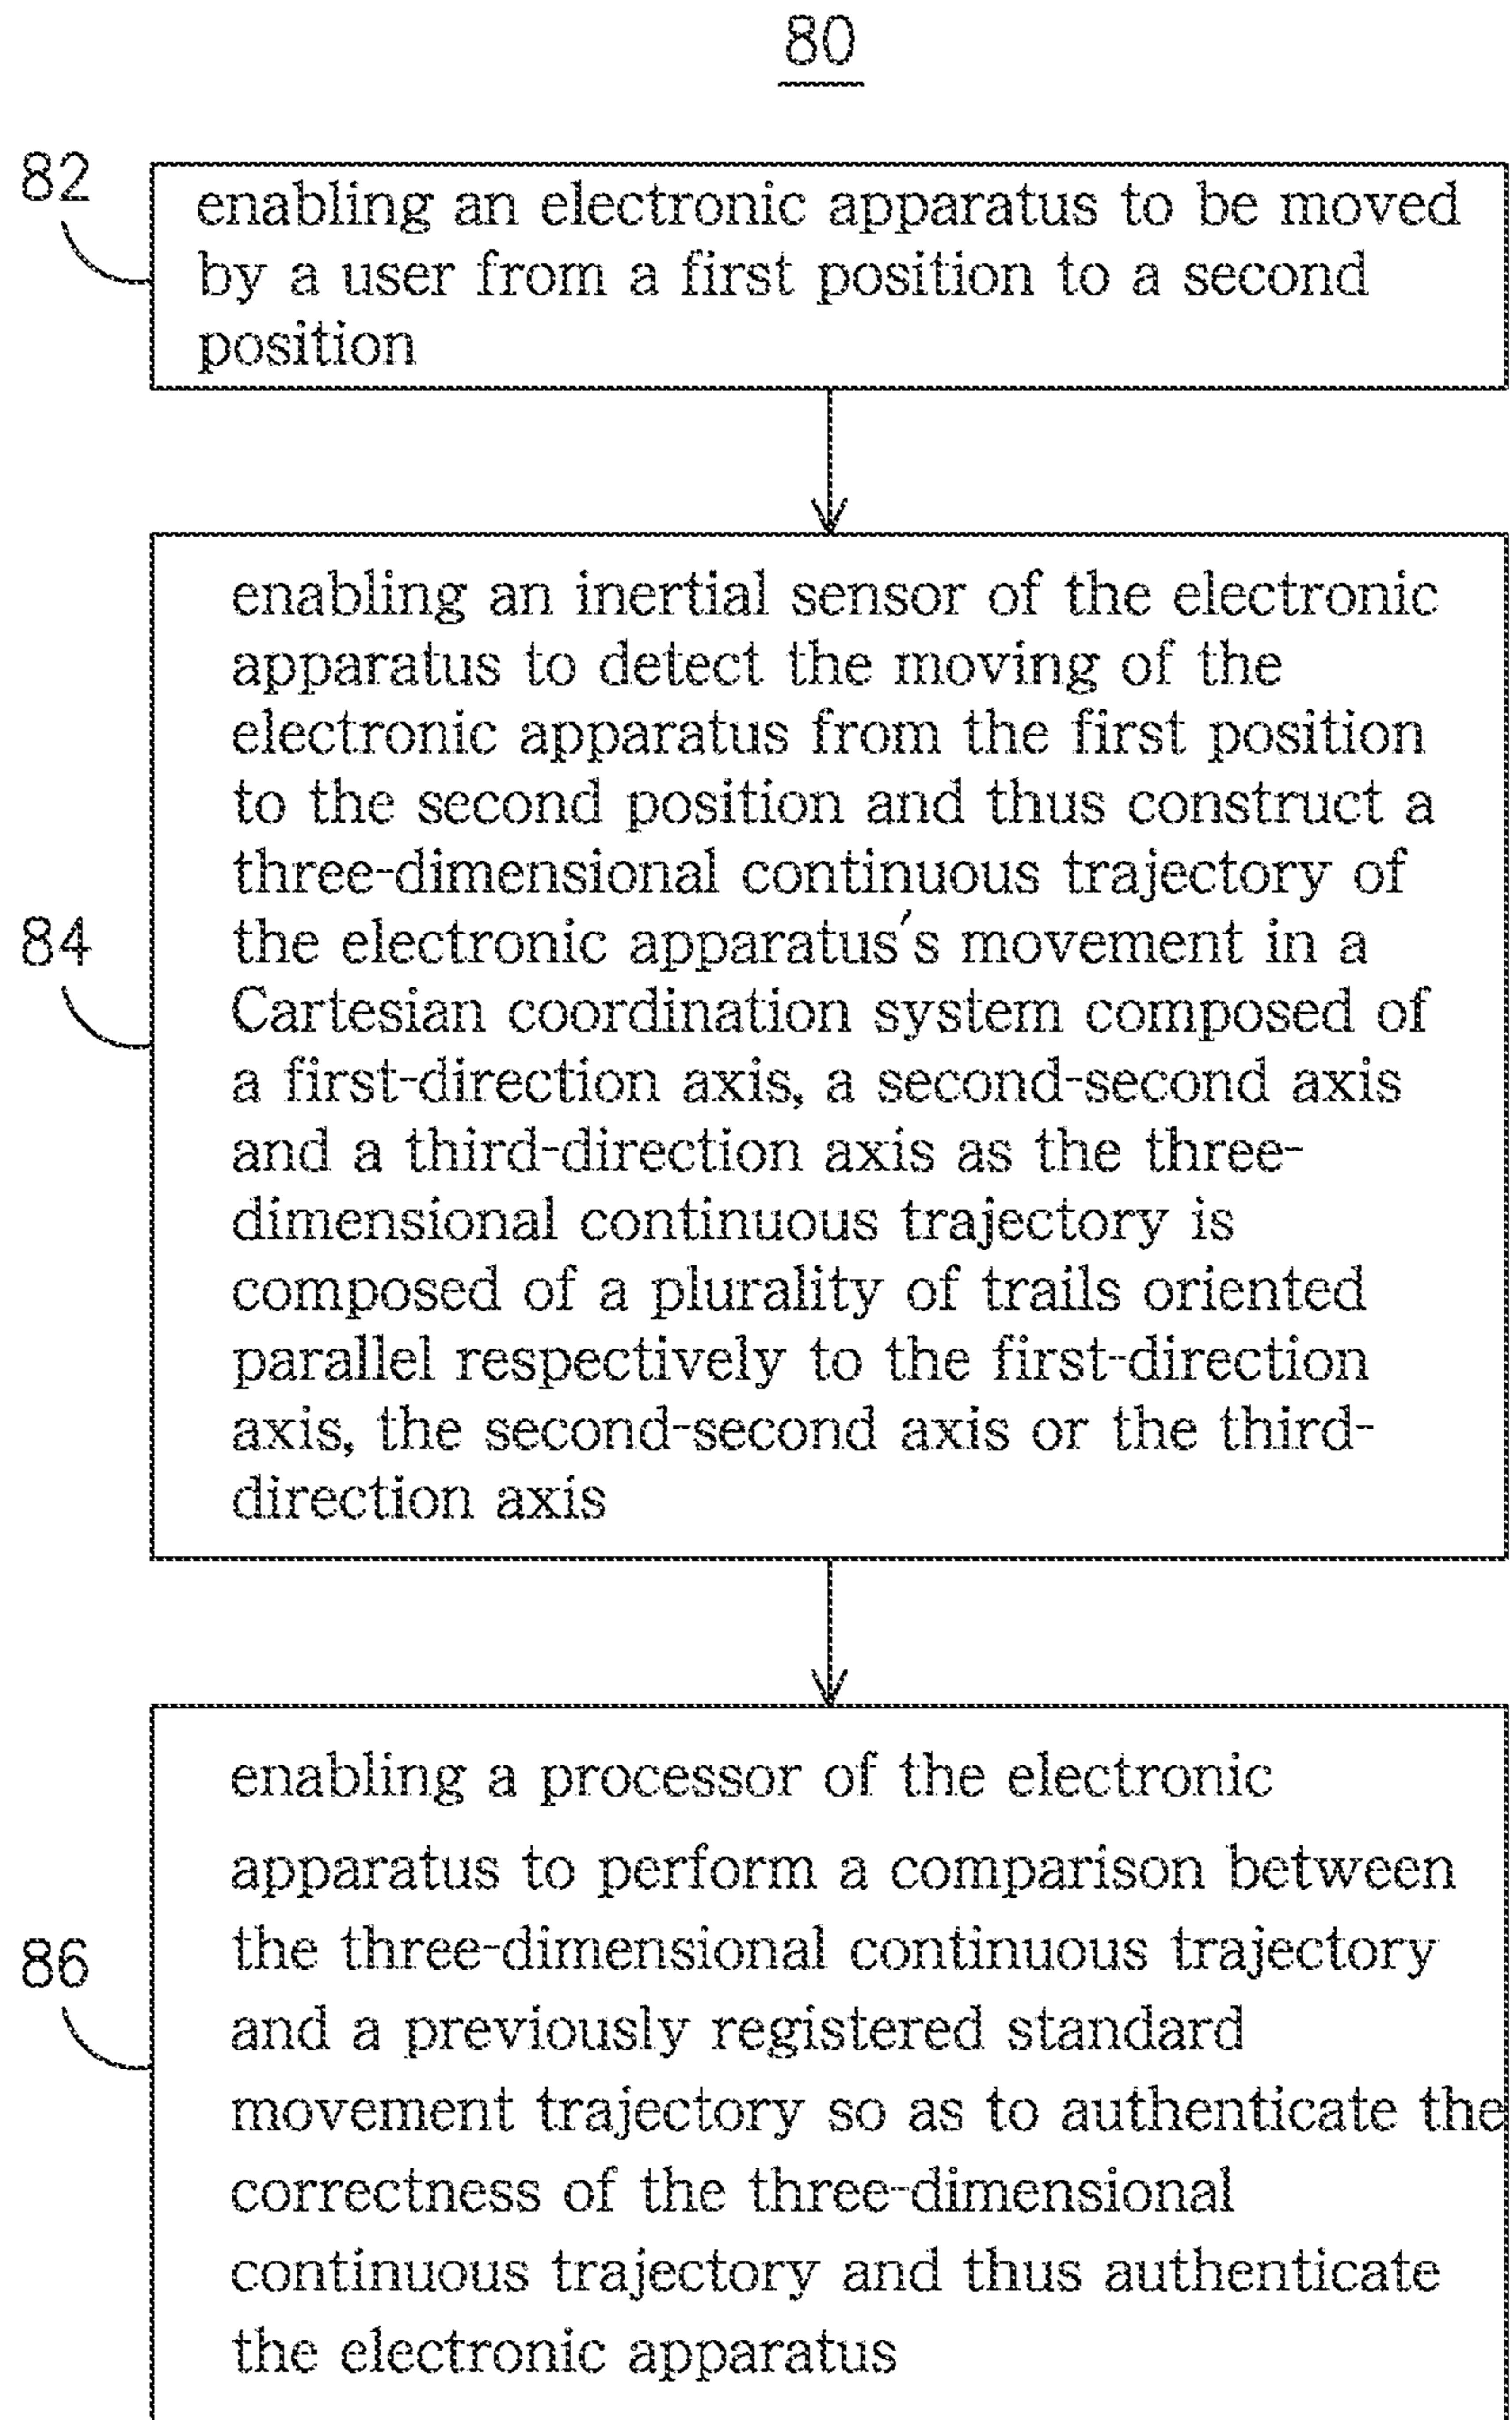 80
82
enabling an electronic apparatus to be moved
by a user from a first position to a second
position
84
enabling an inertial sensor of the electronic
apparatus to detect the moving of the
electronic apparatus from the first position
to the second position and thus construct a
three-dimensional continuous trajectory of
the electronic apparatus's movement in a
Cartesian coordination system composed of
a first-direction axis, a second-second axis
and a third-direction axis as the three-
dimensional continuous trajectory is
composed of a plurality of trails oriented
parallel respectively to the first-direction
axis, the second-second axis or the third-
direction axis
86
enabling a processor of the electronic
apparatus to perform a comparison between
the three-dimensional continuous trajectory
and a previously registered standard
movement trajectory so as to authenticate the
correctness of the three-dimensional
continuous trajectory and thus authenticate
the electronic apparatus